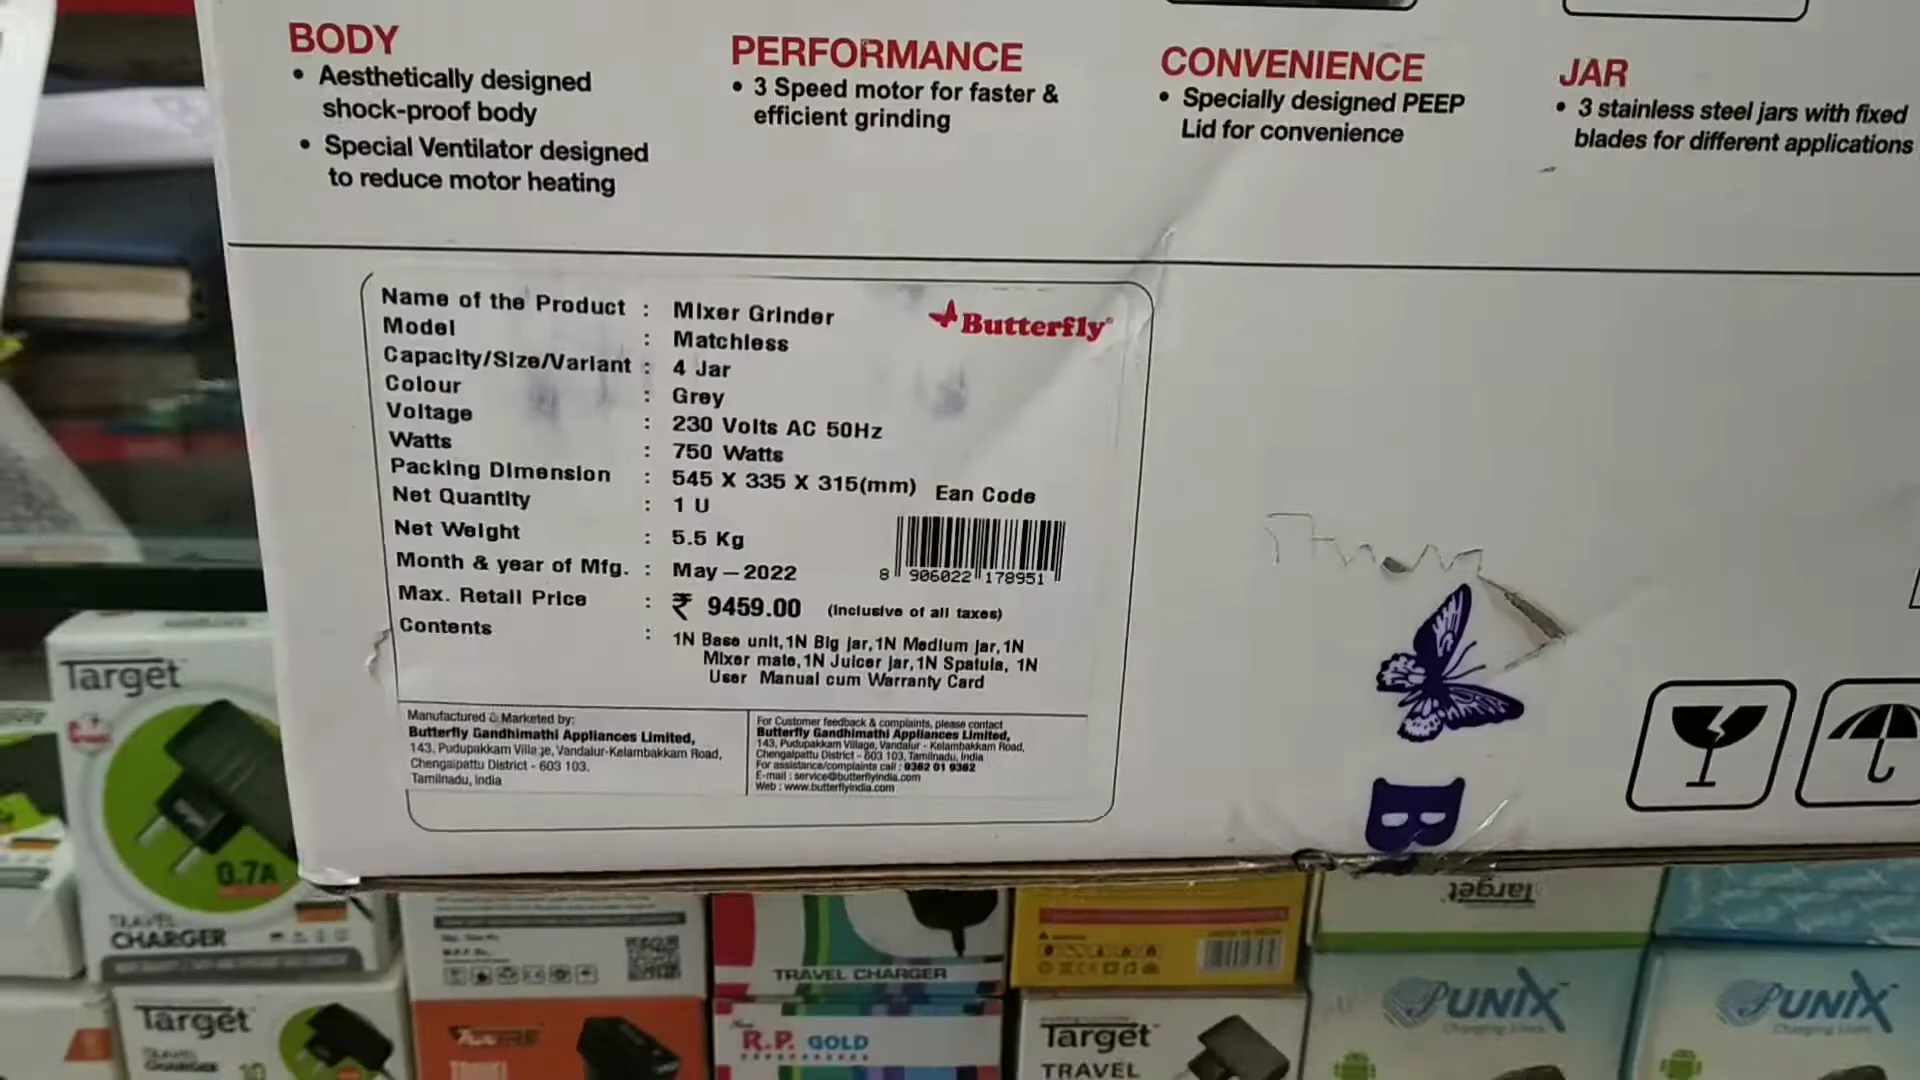 BODY
• Aesthetically designed
shock-proof body
• Special Ventilator designed
to reduce motor heating
PERFORMANCE
• 3 Speed motor for faster &
efficient grinding
CONVENIENCE
• Specially designed PEEP
Lid for convenience
JAR
• 3 stainless steel jars with fixed
blades for different applications
Butterfly
Name of the Product : Mixer Grinder
Model : Matchless
Capacity/Size/Variant : 4 Jar
Colour : Grey
Voltage : 230 Volts AC 50Hz
Watts : 750 Watts
Packing Dimension : 545 X 335 X 315(mm)
Net Quantity : 1 U
Net Weight : 5.5 Kg
Month & year of Mfg. : May – 2022
Max. Retail Price : ₹ 9459.00 (Inclusive of all taxes)
Contents : 1N Base unit, 1N Big jar, 1N Medium jar, 1N
Mixer mate, 1N Juicer jar, 1N Spatula, 1N
User Manual cum Warranty Card
Ean Code
8 906022 178951
Manufactured & Marketed by:
Butterfly Gandhimathi Appliances Limited,
143, Pudupakkam Village, Vandalur-Kelambakkam Road,
Chengalpattu District - 603 103.
Tamilnadu, India
For Customer feedback & complaints, please contact
Butterfly Gandhimathi Appliances Limited,
143, Pudupakkam Village, Vandalur - Kelambakkam Road,
Chengalpattu District - 603 103, Tamilnadu, India
For assistance/complaints call : 9362 01 9362
E-mail : service@butterflyindia.com
Web : www.butterflyindia.com
Target
0.7A
TRAVEL
CHARGER
TRAVEL CHARGER
Target
Target
R.P. GOLD
Target
TRAVEL
PUNIX
PUNIX